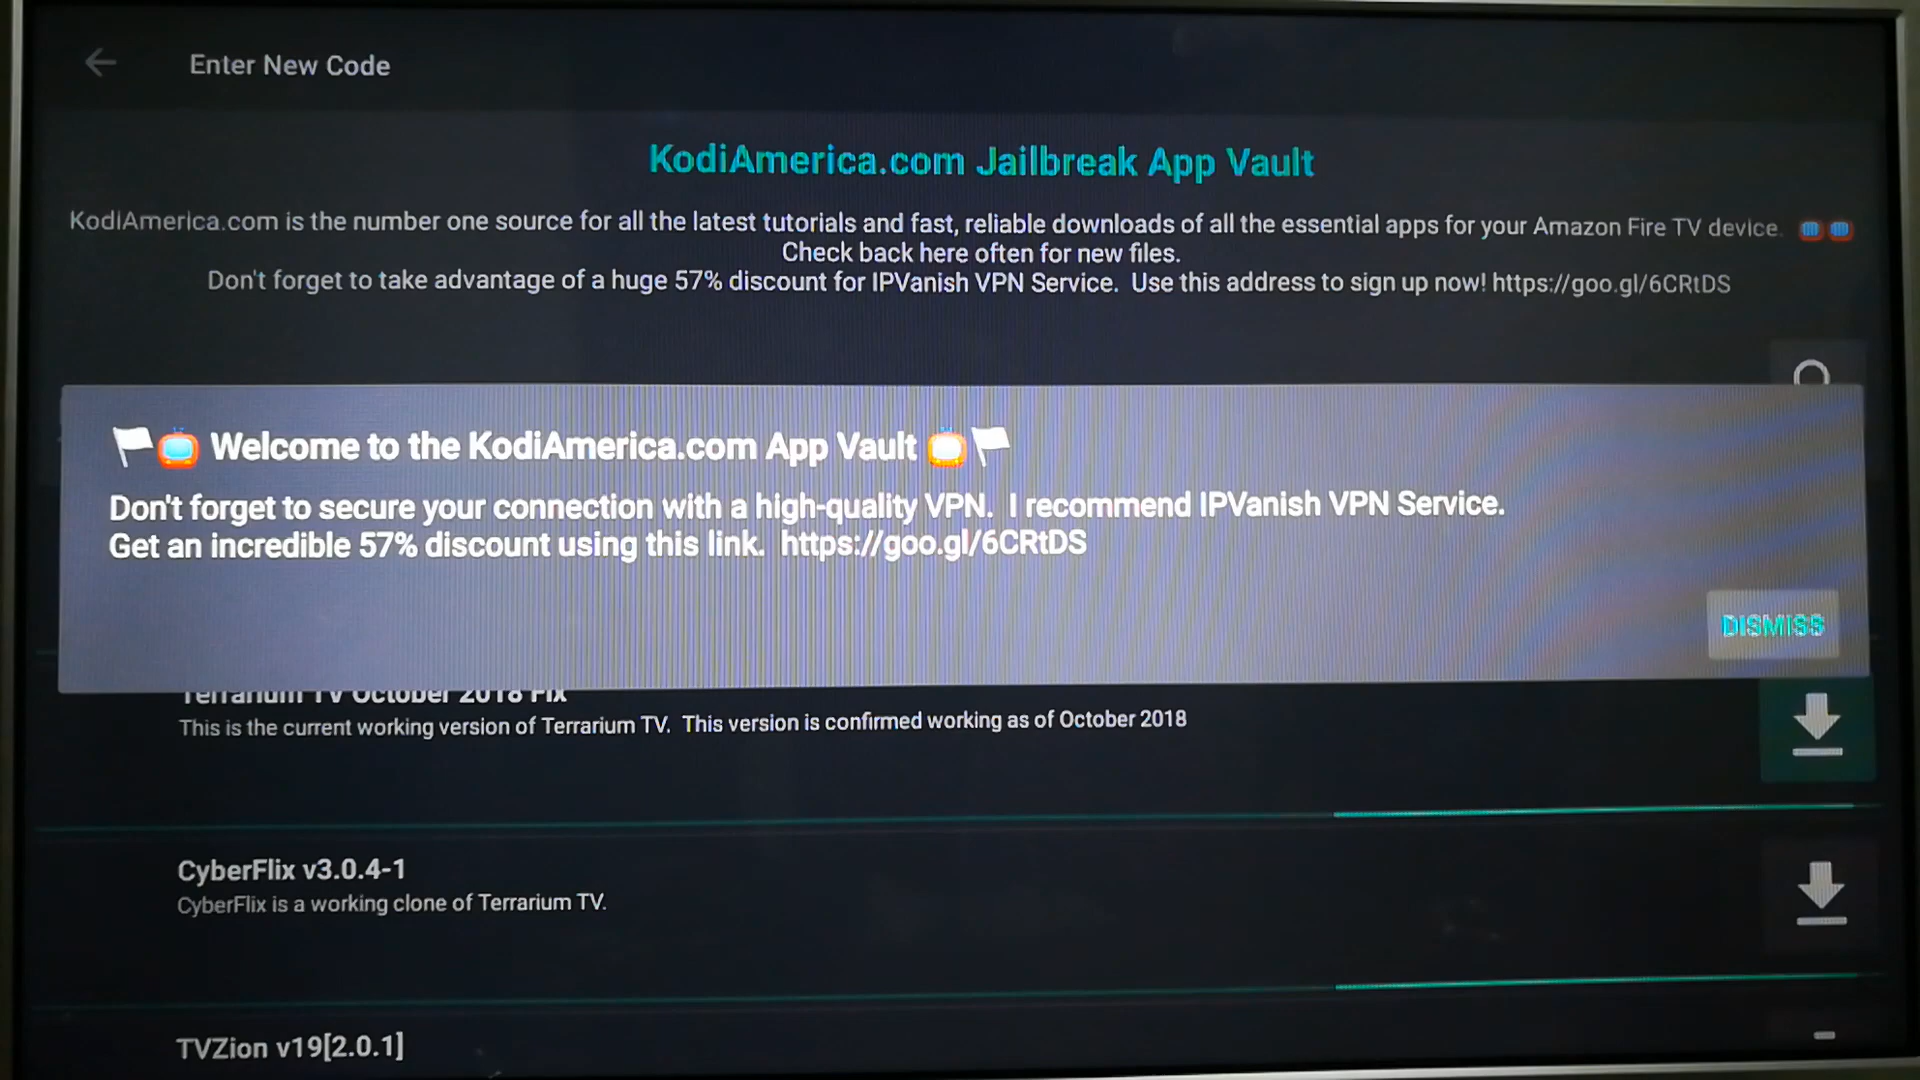 Enter New Code
KodiAmerica.com Jailbreak App Vault
KodiAmerica.com is the number one source for all the latest tutorials and fast, reliable downloads of all the essential apps for your Amazon Fire TV device.
Check back here often for new files.
Don't forget to take advantage of a huge 57% discount for IPVanish VPN Service. Use this address to sign up now! https://goo.gl/6CRtDS
Welcome to the KodiAmerica.com App Vault
Don't forget to secure your connection with a high-quality VPN. I recommend IPVanish VPN Service.
Get an incredible 57% discount using this link. https://goo.gl/6CRtDS
DISMISS
Terrarium TV October 2018 Fix
This is the current working version of Terrarium TV. This version is confirmed working as of October 2018
CyberFlix v3.0.4-1
CyberFlix is a working clone of Terrarium TV.
TVZion v19[2.0.1]